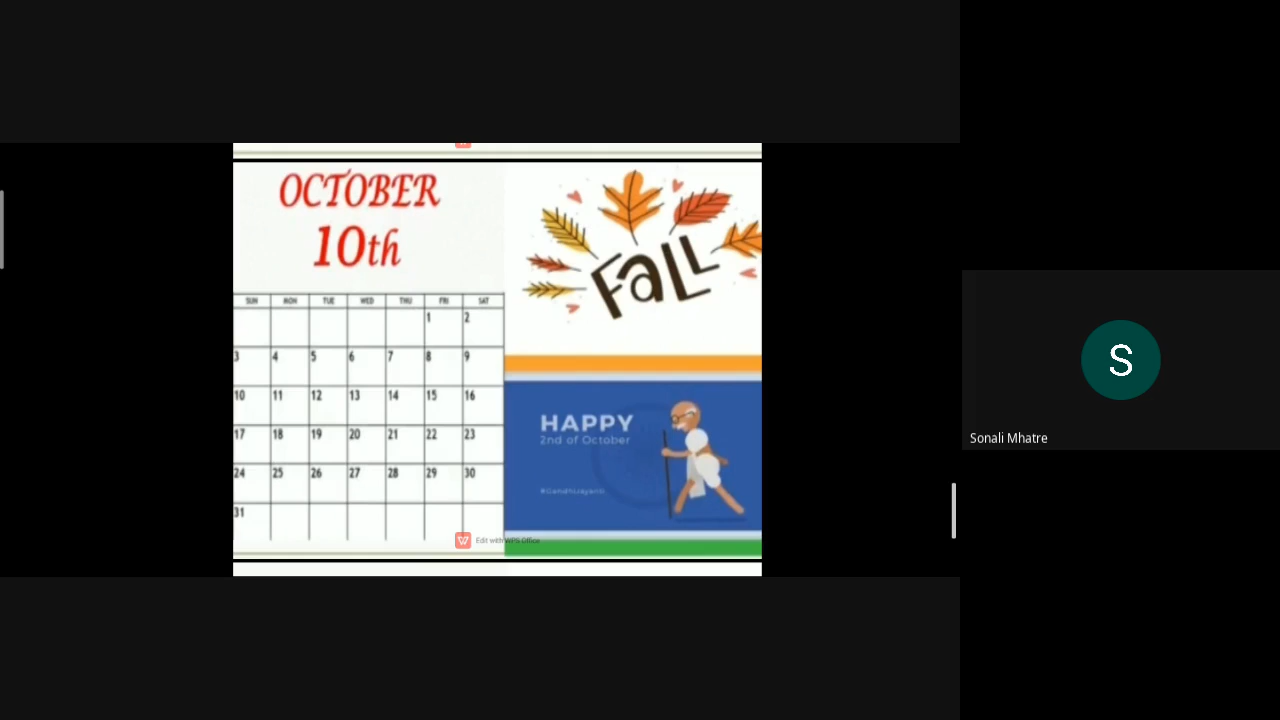 OCTOBER
10th
SUN MON TUE WED THU FRI SAT
1 2
3 4 5 6 7 8 9
10 11 12 13 14 15 16
17 18 19 20 21 22 23
24 25 26 27 28 29 30
31
Edit with WPS Office
FaLL
HAPPY
2nd of October
#GandhiJayanti
S
Sonali Mhatre